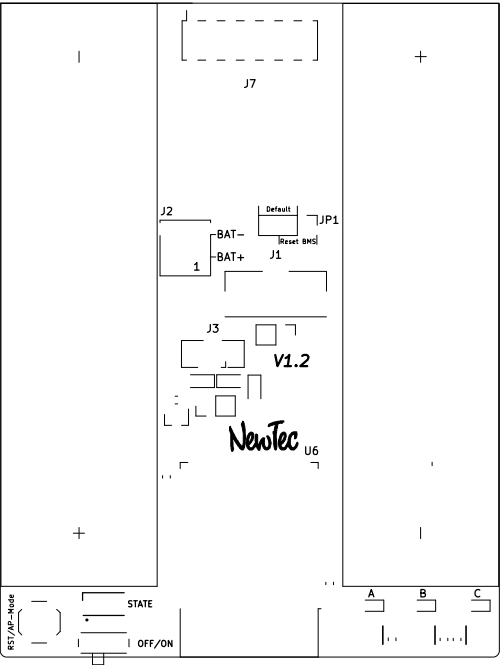 J7
Default
J2
JP1
BAT-
Reset BMS
J1
BAT+
1
J3
V1.2
NewTec
U6
A
B
C
RST/AP-Mode
STATE
OFF/ON